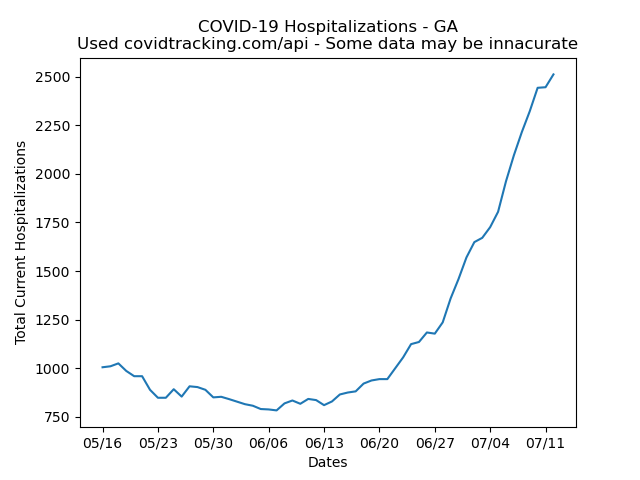 COVID-19 Hospitalizations - GA
Used covidtracking.com/api - Some data may be innacurate
2500
2250
2000
1750
1500
1250
1000
750
Total Current Hospitalizations
05/16 05/23 05/30 06/06 06/13 06/20 06/27 07/04 07/11
Dates